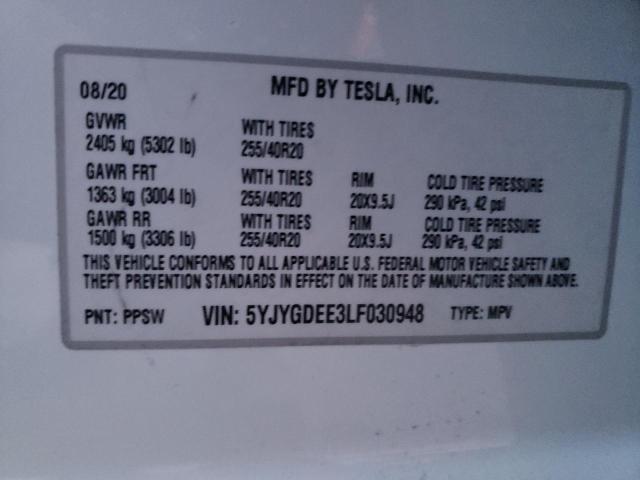 08/20 MFD BY TESLA, INC.
GVWR WITH TIRES
2405 kg (5302 lb) 255/40R20
GAWR FRT WITH TIRES RIM COLD TIRE PRESSURE
1363 kg (3004 lb) 255/40R20 20X9.5J 290 kPa, 42 psi
GAWR RR WITH TIRES RIM COLD TIRE PRESSURE
1500 kg (3306 lb) 255/40R20 20X9.5J 290 kPa, 42 psi
THIS VEHICLE CONFORMS TO ALL APPLICABLE U.S. FEDERAL MOTOR VEHICLE SAFETY AND
THEFT PREVENTION STANDARDS IN EFFECT ON THE DATE OF MANUFACTURE SHOWN ABOVE.
PNT: PPSW VIN: 5YJYGDEE3LF030948 TYPE: MPV